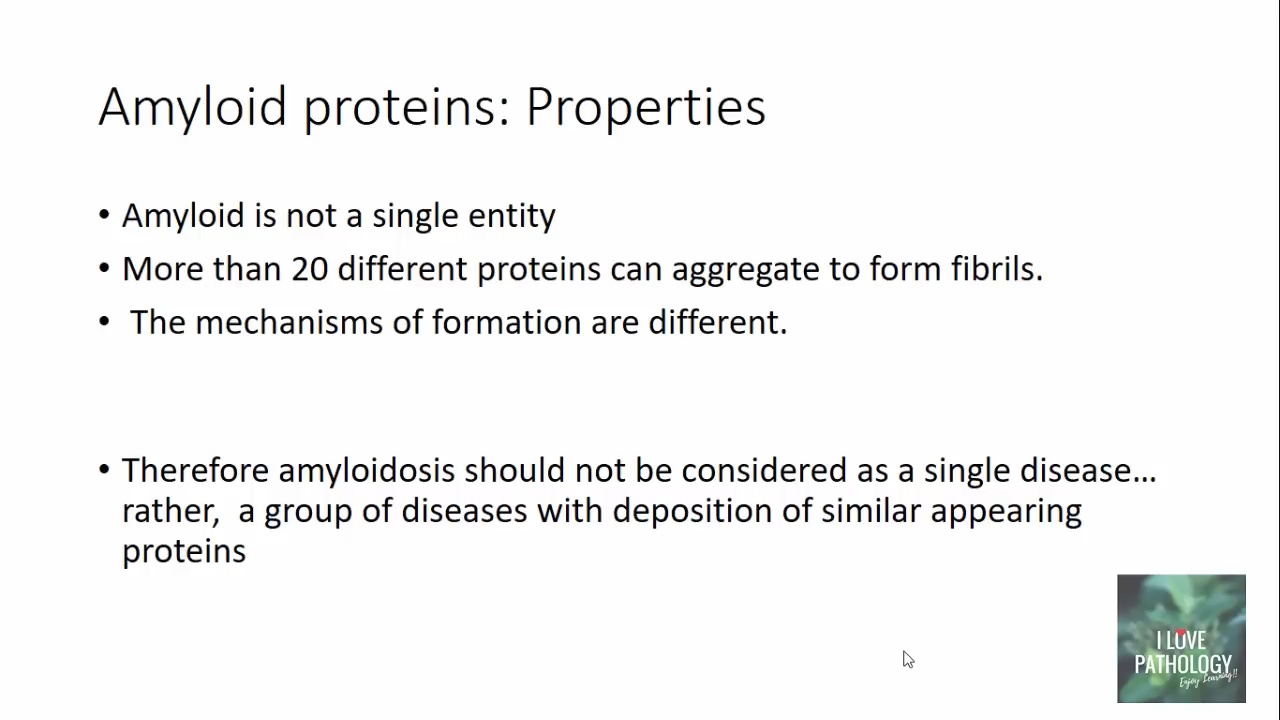 Amyloid proteins: Properties
• Amyloid is not a single entity
• More than 20 different proteins can aggregate to form fibrils.
• The mechanisms of formation are different.
• Therefore amyloidosis should not be considered as a single disease…
rather, a group of diseases with deposition of similar appearing
proteins
I LOVE
PATHOLOGY
Enjoy Learning!!